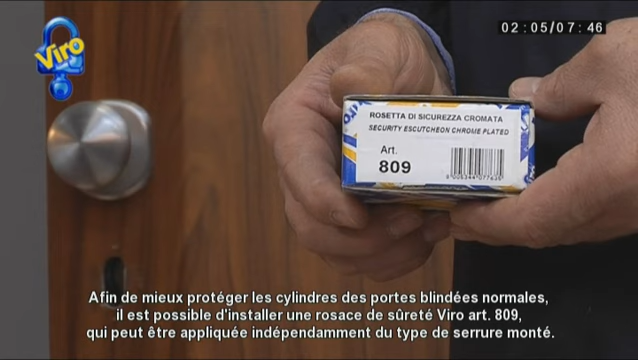 Viro
02:05/07:46
ROSETTA DI SICUREZZA CROMATA
SECURITY ESCUTCHEON CHROME PLATED
Art.
809
Afin de mieux protéger les cylindres des portes blindées normales,
il est possible d'installer une rosace de sûreté Viro art. 809,
qui peut être appliquée indépendamment du type de serrure monté.